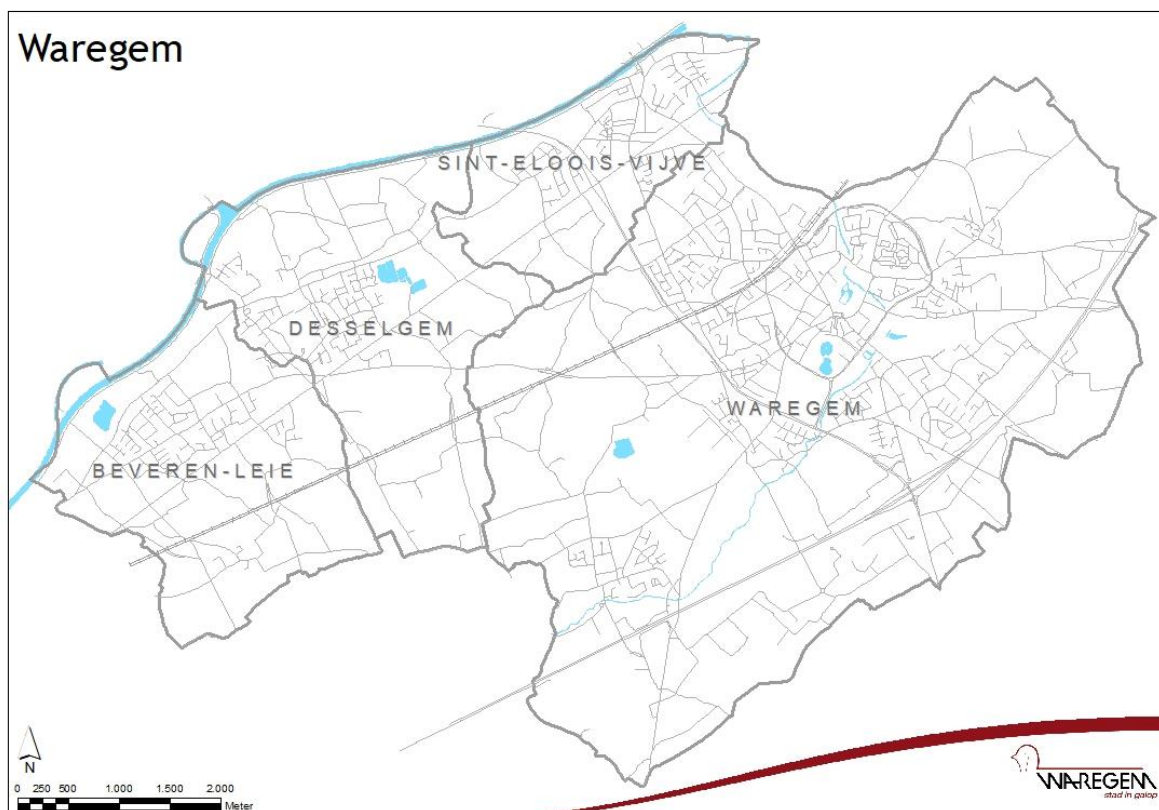 Waregem
SINT-ELOOIS-VIJVE
DESSELGEM
WAREGEM
BEVEREN-LEIE
N
0 250 500 1.000 1.500 2.000
Meter
WAREGEM
stad in galop